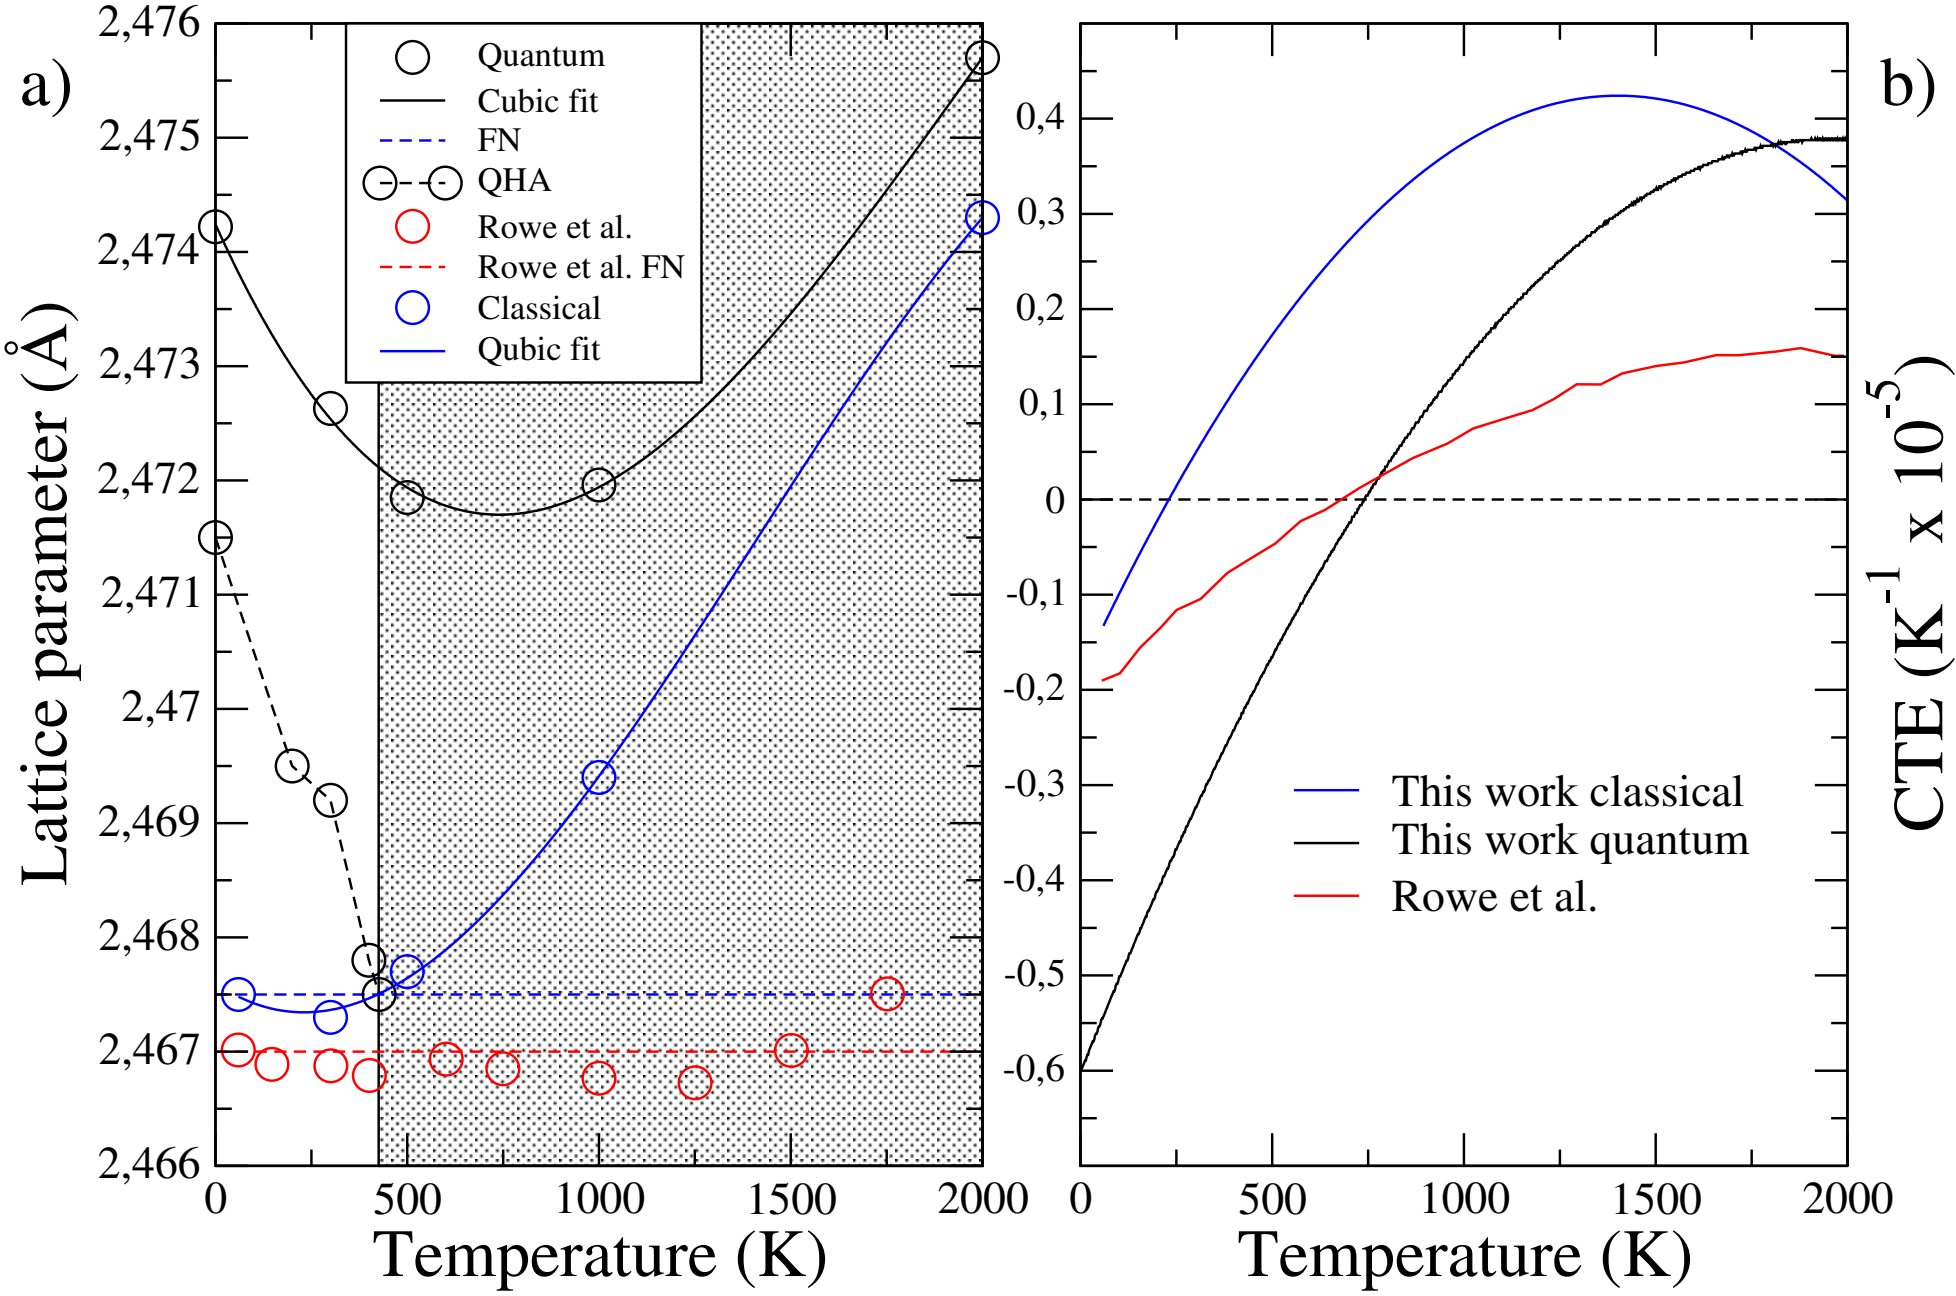 a)
Lattice parameter (Å)
2,476
2,475
2,474
2,473
2,472
2,471
2,47
2,469
2,468
2,467
2,466
Quantum
Cubic fit
FN
QHA
Rowe et al.
Rowe et al. FN
Classical
Qubic fit
0 500 1000 1500 2000
Temperature (K)
b)
0,4
0,3
0,2
0,1
0
-0,1
-0,2
-0,3
-0,4
-0,5
-0,6
This work classical
This work quantum
Rowe et al.
0 500 1000 1500 2000
Temperature (K)
CTE (K⁻¹ x 10⁻⁵)